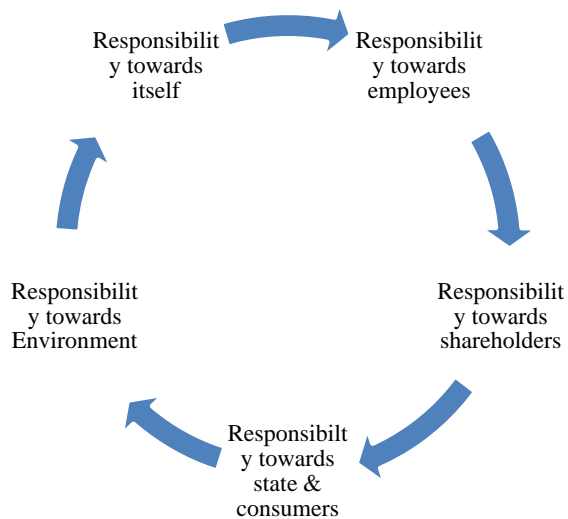 Responsibilit
y towards
itself
Responsibilit
y towards
employees
Responsibilit
y towards
shareholders
Responsibilt
y towards
state &
consumers
Responsibilit
y towards
Environment